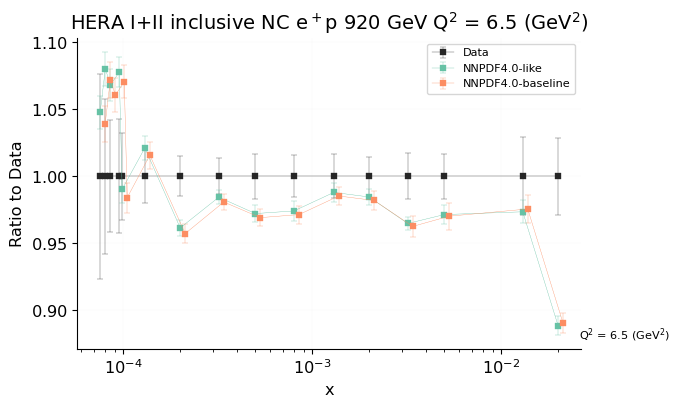 HERA I+II inclusive NC e⁺p 920 GeV Q² = 6.5 (GeV²)
1.10
1.05
1.00
0.95
0.90
Ratio to Data
Data
NNPDF4.0-like
NNPDF4.0-baseline
Q² = 6.5 (GeV²)
10⁻⁴
10⁻³
10⁻²
x